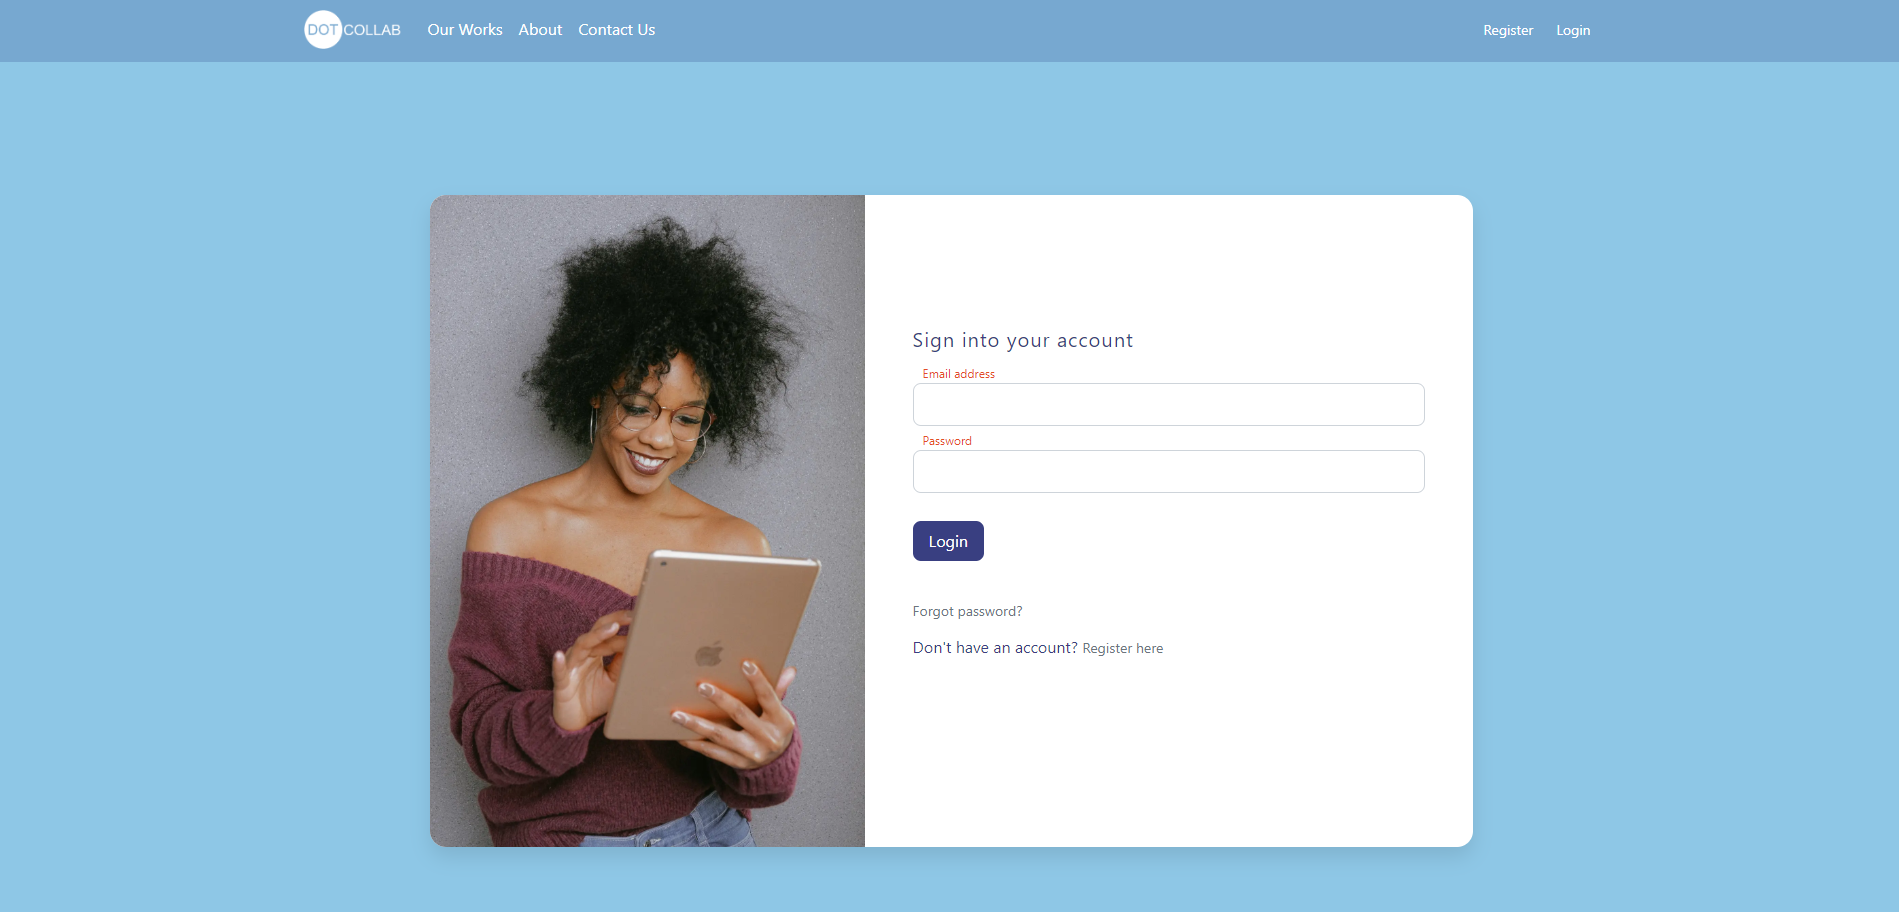 DOT COLLAB Our Works About Contact Us Register Login
Sign into your account
Email address
Password
Login
Forgot password?
Don't have an account? Register here